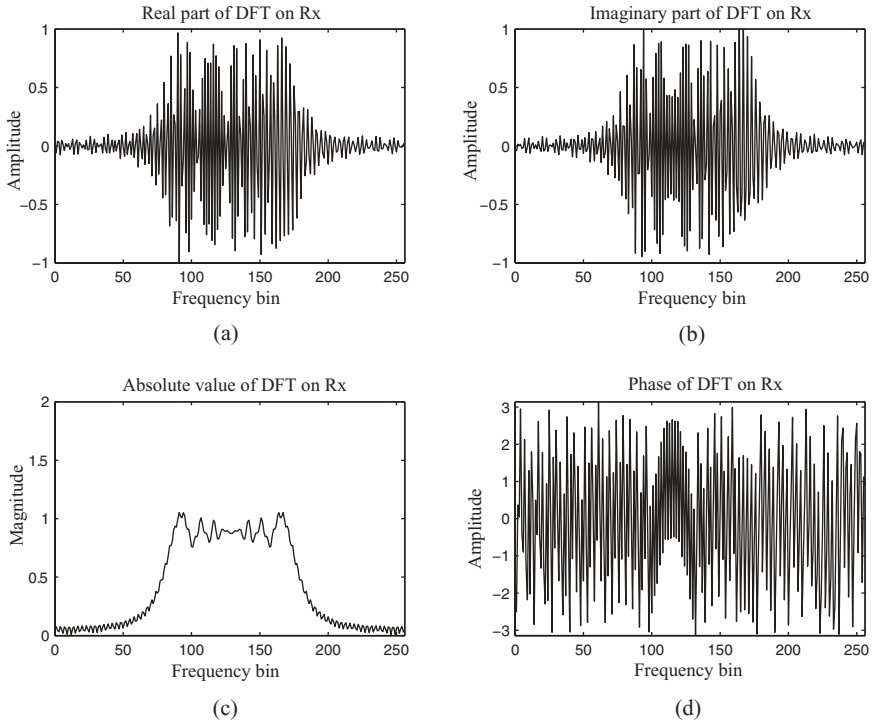 Real part of DFT on Rx
1
0.5
0
−0.5
−1
Amplitude
0 50 100 150 200 250
Frequency bin
(a)
Imaginary part of DFT on Rx
1
0.5
0
−0.5
−1
Amplitude
0 50 100 150 200 250
Frequency bin
(b)
Absolute value of DFT on Rx
2
1.5
1
0.5
0
Magnitude
0 50 100 150 200 250
Frequency bin
(c)
Phase of DFT on Rx
3
2
1
0
−1
−2
−3
Amplitude
0 50 100 150 200 250
Frequency bin
(d)